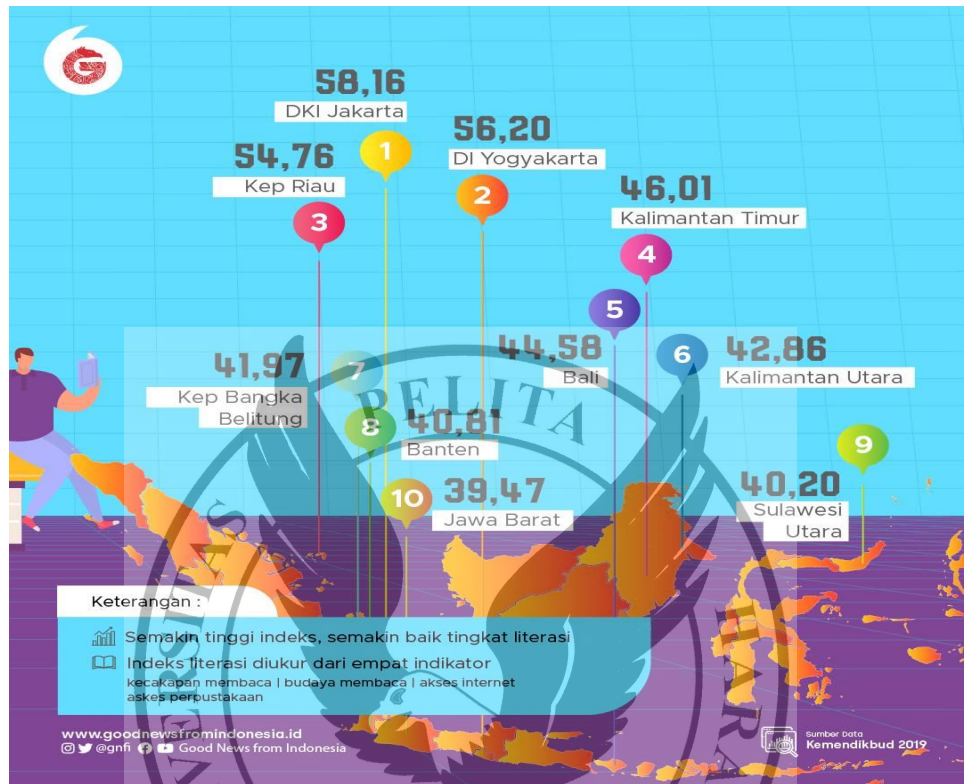 58,16
DKI Jakarta
1
56,20
DI Yogyakarta
2
54,76
Kep Riau
3
46,01
Kalimantan Timur
4
44,58
Bali
5
6
42,86
Kalimantan Utara
41,97
Kep Bangka
Belitung
7
8
40,81
Banten
9
40,20
Sulawesi
Utara
10
39,47
Jawa Barat
Keterangan :
Semakin tinggi indeks, semakin baik tingkat literasi
Indeks literasi diukur dari empat indikator
kecakapan membaca | budaya membaca | akses internet
askes perpustakaan
www.goodnewsfromindonesia.id
@gnfi Good News from Indonesia
Sumber Data
Kemendikbud 2019
PELITA
VERSITAS
HARA